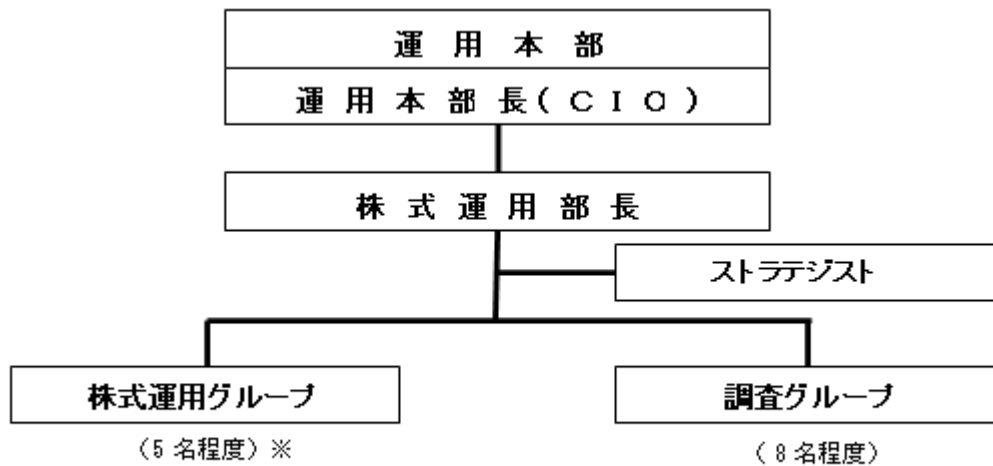 運用本部
運用本部長(CIO)
株式運用部長
ストラテジスト
株式運用グループ
調査グループ
(5名程度)※
(8名程度)